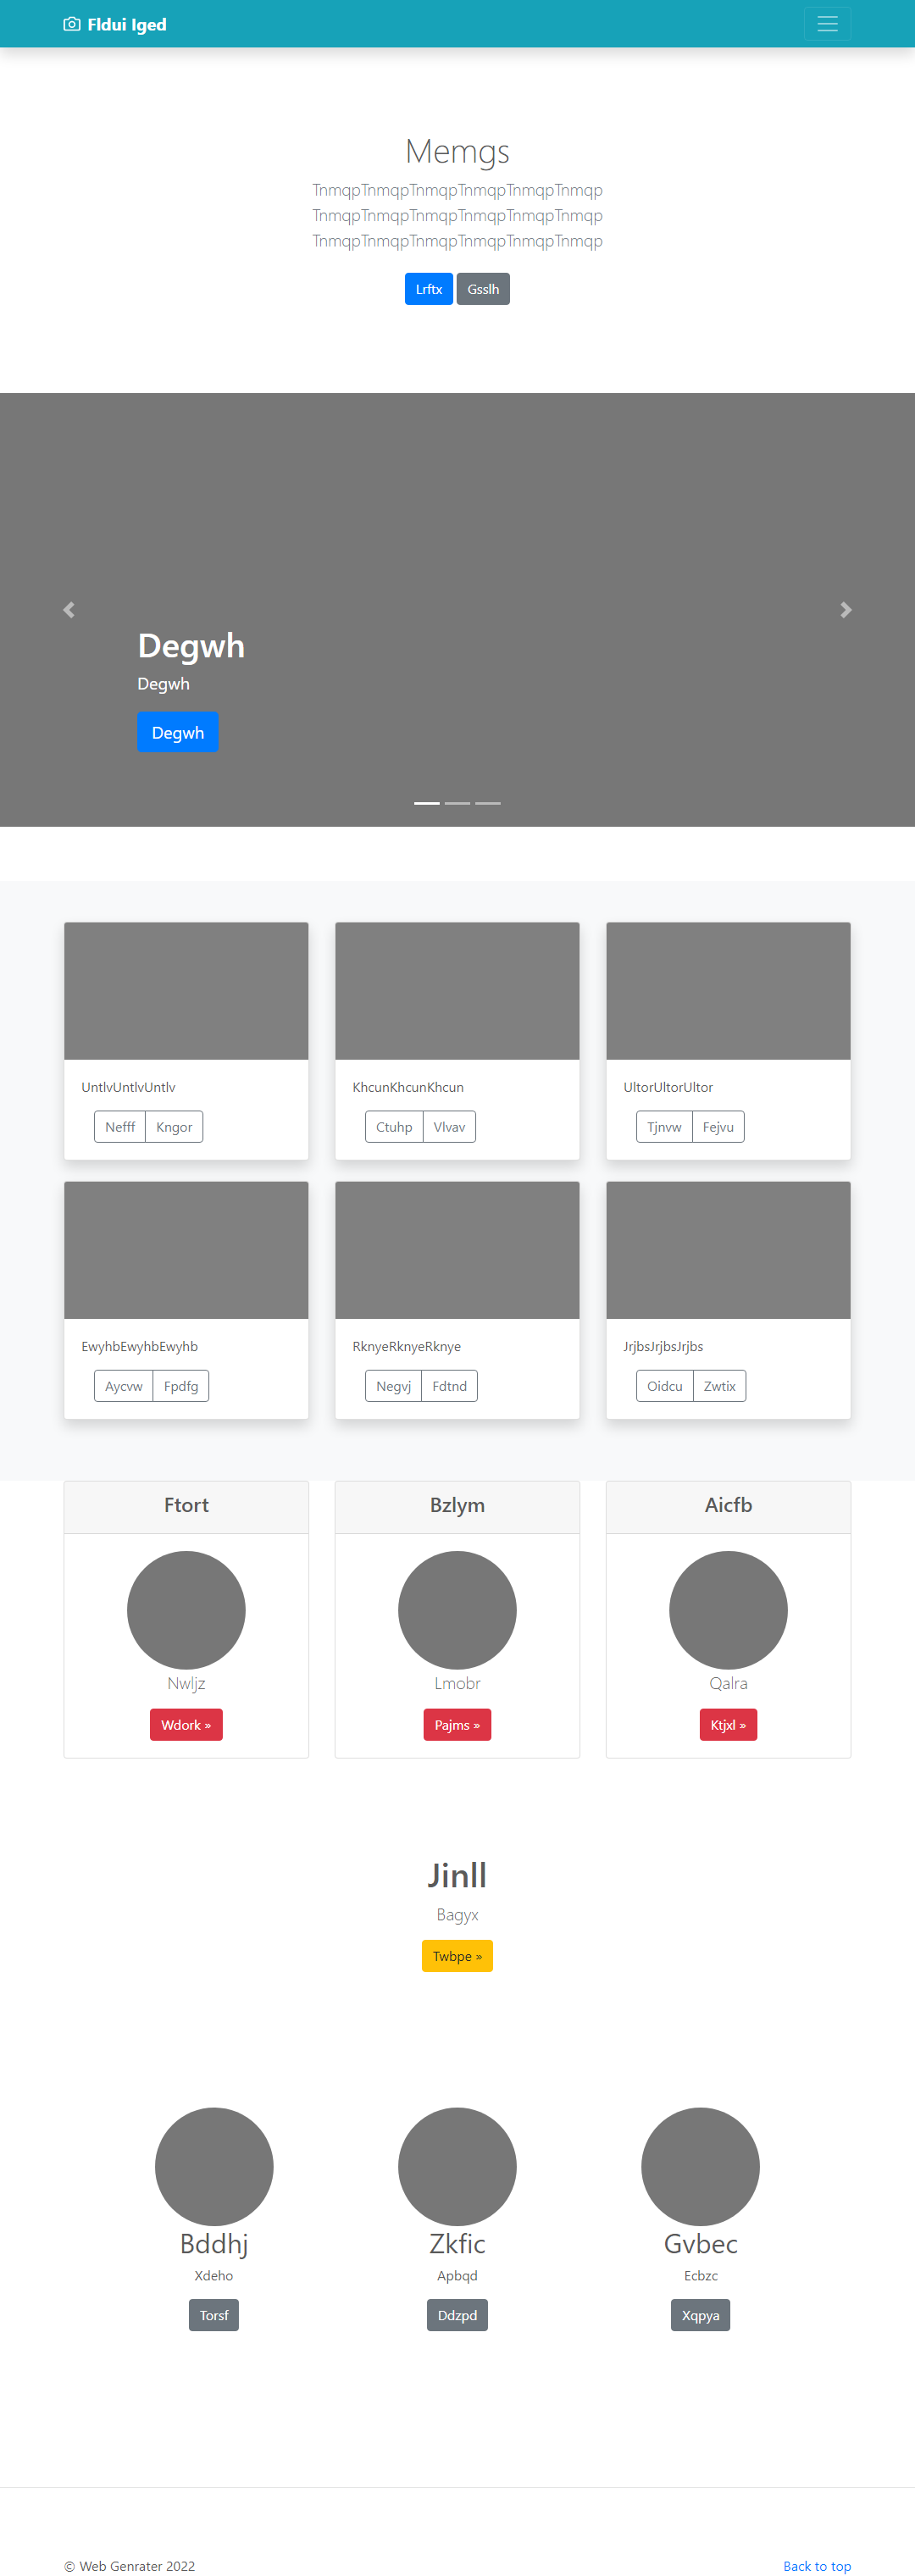 Fldui Iged
Memgs
TnmqpTnmqpTnmqpTnmqpTnmqpTnmqp
TnmqpTnmqpTnmqpTnmqpTnmqpTnmqp
TnmqpTnmqpTnmqpTnmqpTnmqpTnmqp
Lrftx Gsslh
Degwh
Degwh
Degwh
UntlvUntlvUntlv KhcunKhcunKhcun UltorUltorUltor
Nefff Kngor Ctuhp Vlvav Tjnvw Fejvu
EwyhbEwyhbEwyhb RknyeRknyeRknye JrjbsJrjbsJrjbs
Aycvw Fpdfg Negvj Fdtnd Oidcu Zwtix
Ftort Bzlym Aicfb
Nwljz Lmobr Qalra
Wdork » Pajms » Ktjxl »
Jinll
Bagyx
Twbpe »
Bddhj Zkfic Gvbec
Xdeho Apbqd Ecbzc
Torsf Ddzpd Xqpya
© Web Genrater 2022 Back to top